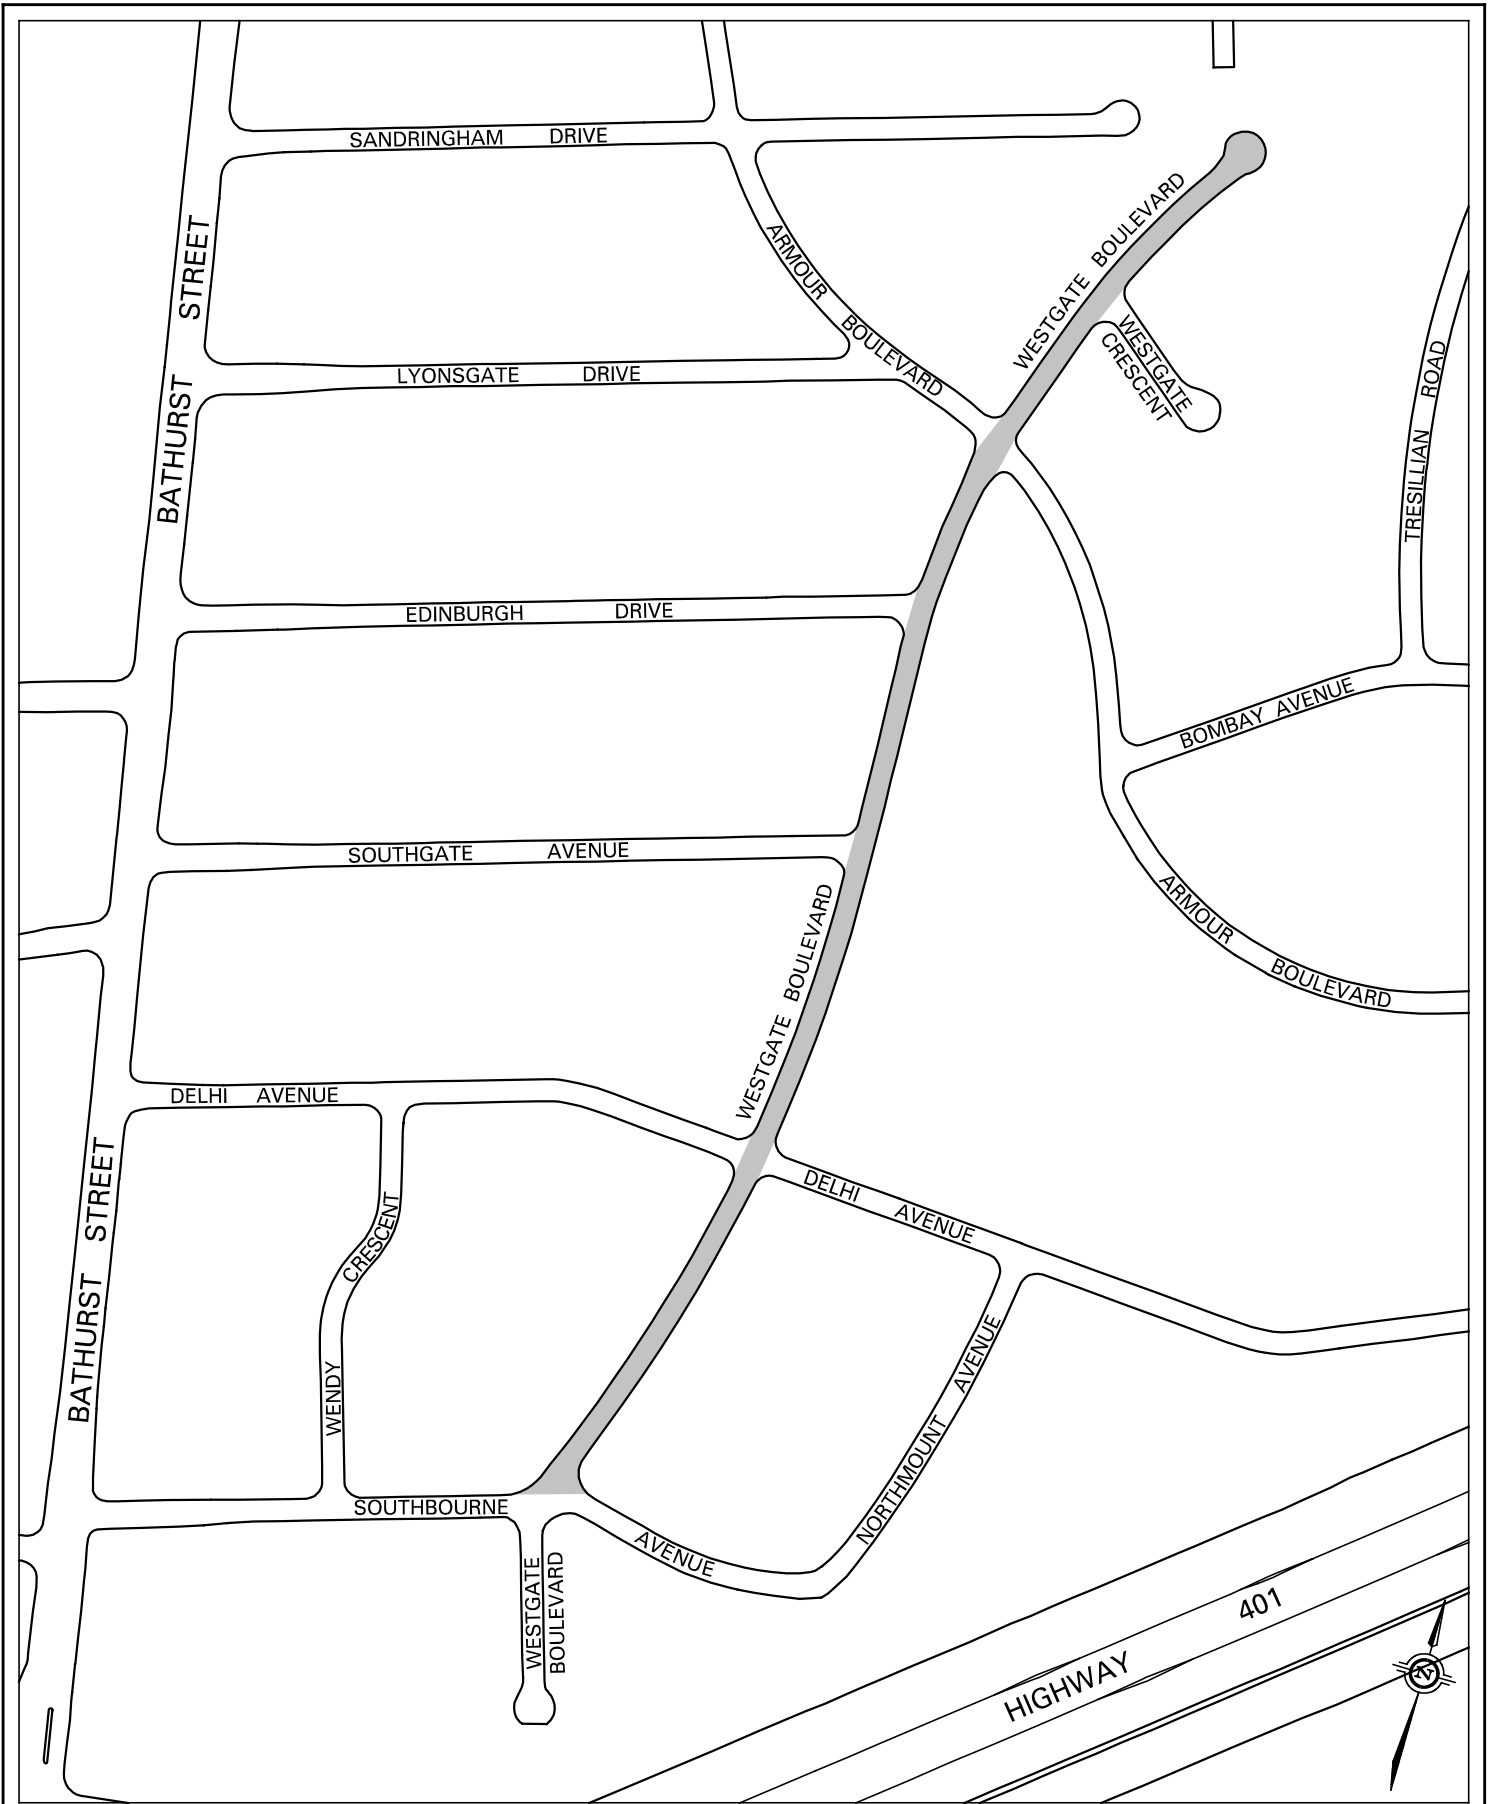 SANDRINGHAM DRIVE
WESTGATE BOULEVARD
BATHURST STREET
ARMOUR BOULEVARD
WESTGATE
CRESCENT
TRESILLIAN ROAD
LYONSGATE DRIVE
EDINBURGH DRIVE
BOMBAY AVENUE
SOUTHGATE AVENUE
WESTGATE BOULEVARD
ARMOUR BOULEVARD
DELHI AVENUE
BATHURST STREET
DELHI AVENUE
WENDY CRESCENT
NORTHMOUNT AVENUE
SOUTHBOURNE AVENUE
WESTGATE
BOULEVARD
HIGHWAY 401
N